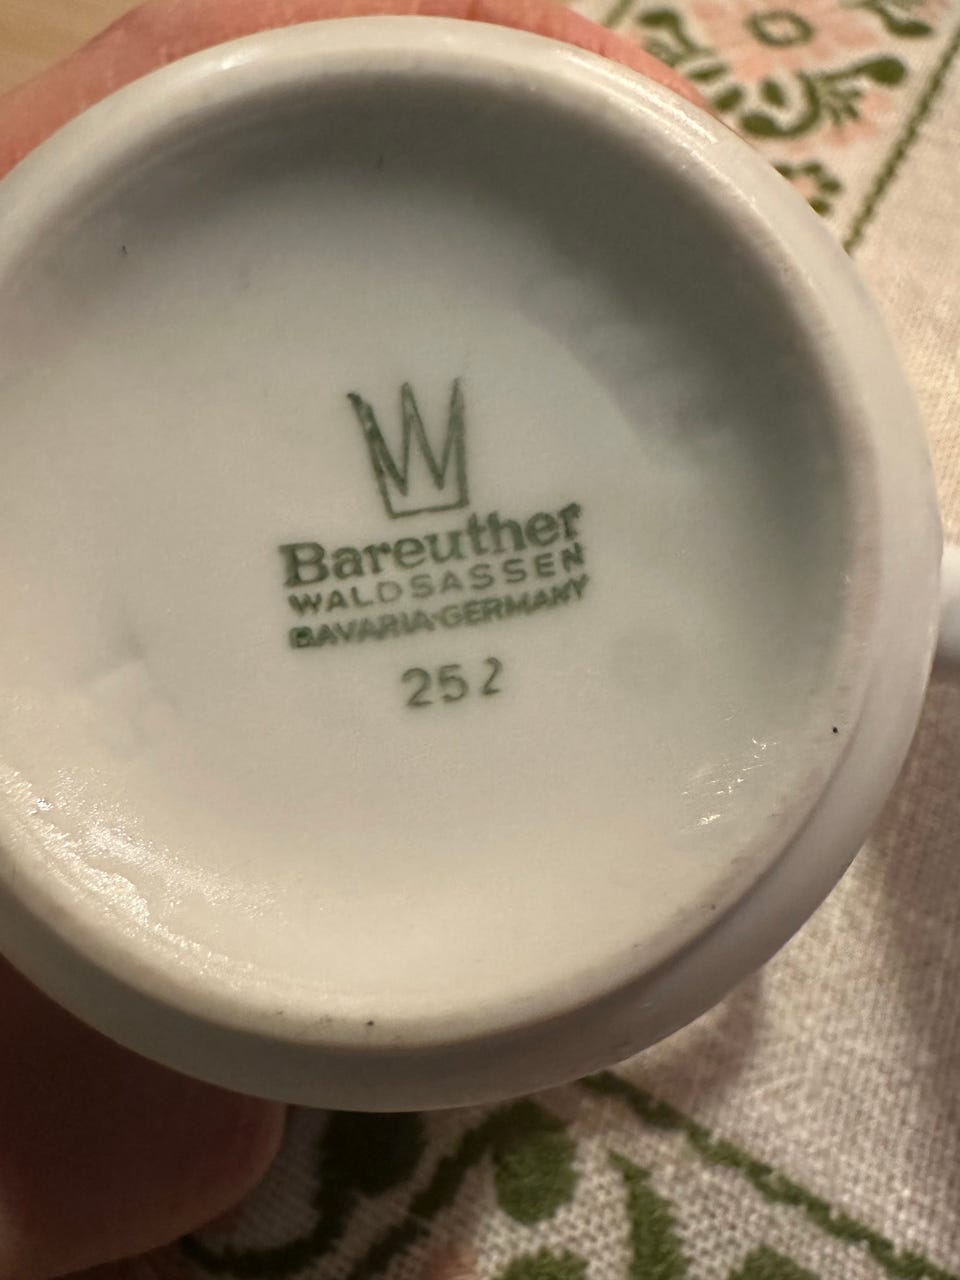 Bareuther
WALDSASSEN
BAVARIA·GERMANY
252